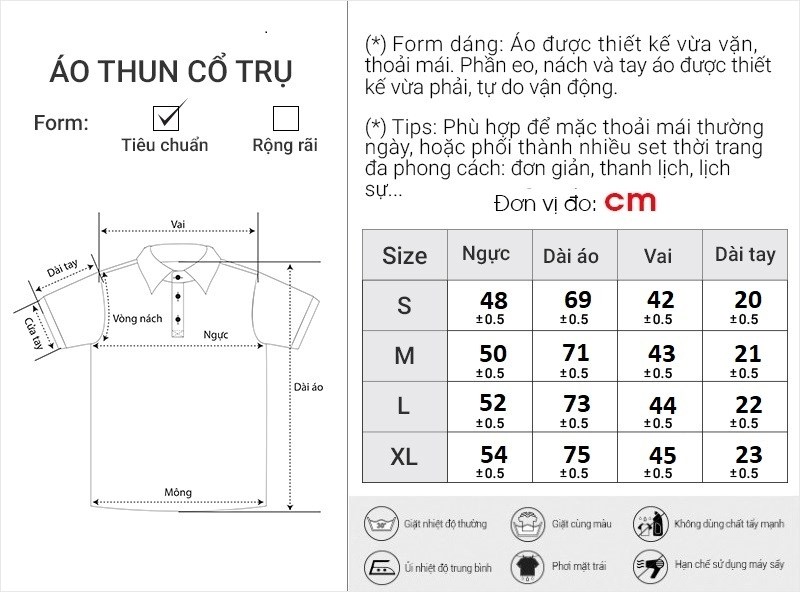 ÁO THUN CỔ TRỤ
Form:
Tiêu chuẩn
Rộng rãi
Vai
Dài tay
Cửa tay
Vòng nách
Ngực
Dài áo
Mông
(*) Form dáng: Áo được thiết kế vừa vặn,
thoải mái. Phần eo, nách và tay áo được thiết
kế vừa phải, tự do vận động.
(*) Tips: Phù hợp để mặc thoải mái thường
ngày, hoặc phối thành nhiều set thời trang
đa phong cách: đơn giản, thanh lịch, lịch
sự...
Đơn vị đo: cm
Size Ngực Dài áo Vai Dài tay
S 48 69 42 20
±0.5 ±0.5 ±0.5 ±0.5
M 50 71 43 21
±0.5 ±0.5 ±0.5 ±0.5
L 52 73 44 22
±0.5 ±0.5 ±0.5 ±0.5
XL 54 75 45 23
±0.5 ±0.5 ±0.5 ±0.5
30°
Giặt nhiệt độ thường
Giặt cùng màu
Không dùng chất tẩy mạnh
Ủi nhiệt độ trung bình
Phơi mặt trái
Hạn chế sử dụng máy sấy